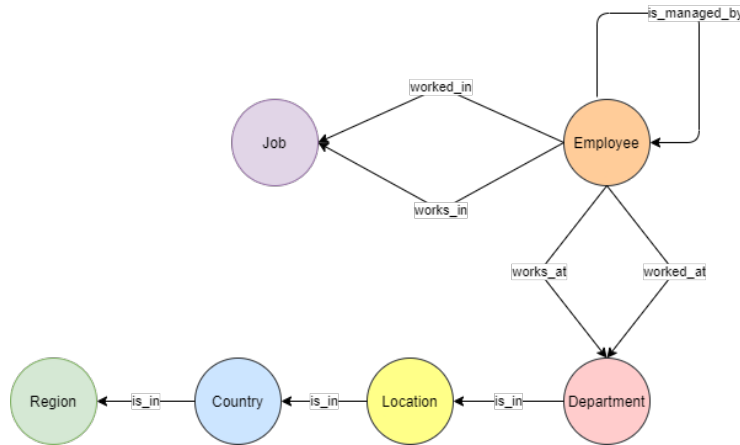 is_managed_by
worked_in
Job
Employee
works_in
works_at
worked_at
Region
is_in
Country
is_in
Location
is_in
Department